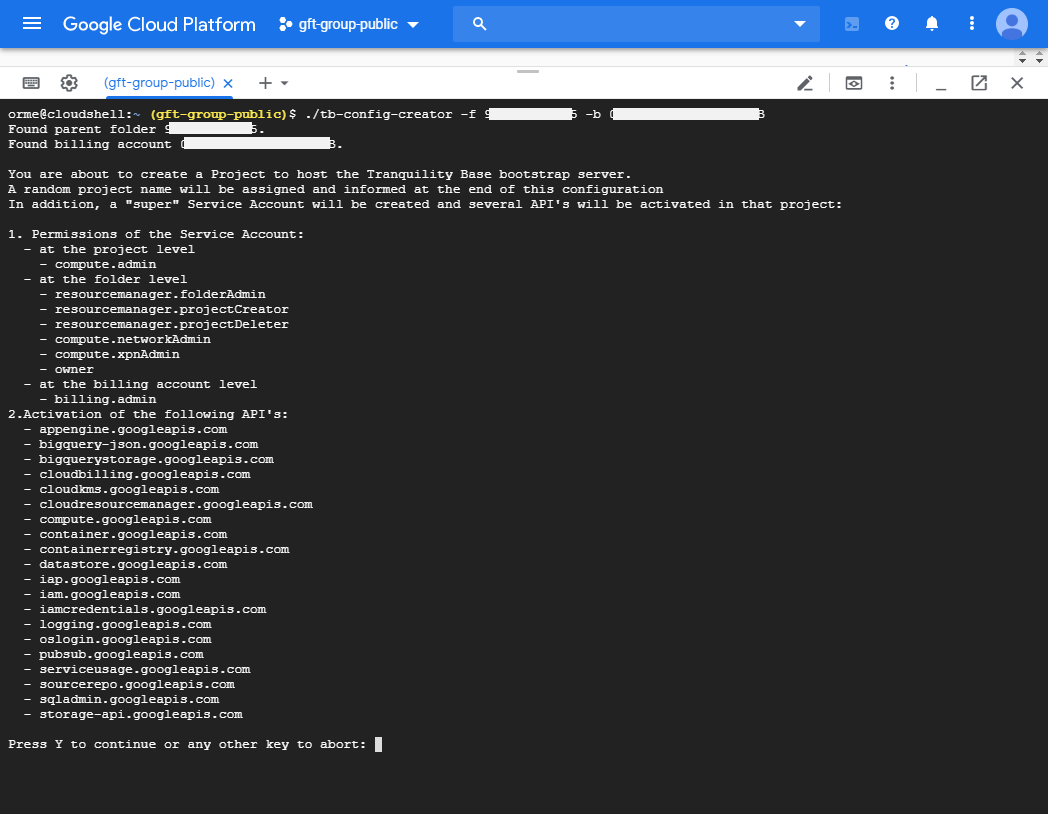 Google Cloud Platform gft-group-public
(gft-group-public)
orme@cloudshell:~ (gft-group-public)$ ./tb-config-creator -f 9 5 -b 0 3
Found parent folder 9 5.
Found billing account 0 3.
You are about to create a Project to host the Tranquility Base bootstrap server.
A random project name will be assigned and informed at the end of this configuration
In addition, a "super" Service Account will be created and several API's will be activated in that project:
1. Permissions of the Service Account:
- at the project level
- compute.admin
- at the folder level
- resourcemanager.folderAdmin
- resourcemanager.projectCreator
- resourcemanager.projectDeleter
- compute.networkAdmin
- compute.xpnAdmin
- owner
- at the billing account level
- billing.admin
2.Activation of the following API's:
- appengine.googleapis.com
- bigquery-json.googleapis.com
- bigquerystorage.googleapis.com
- cloudbilling.googleapis.com
- cloudkms.googleapis.com
- cloudresourcemanager.googleapis.com
- compute.googleapis.com
- container.googleapis.com
- containerregistry.googleapis.com
- datastore.googleapis.com
- iap.googleapis.com
- iam.googleapis.com
- iamcredentials.googleapis.com
- logging.googleapis.com
- oslogin.googleapis.com
- pubsub.googleapis.com
- serviceusage.googleapis.com
- sourcerepo.googleapis.com
- sqladmin.googleapis.com
- storage-api.googleapis.com
Press Y to continue or any other key to abort: